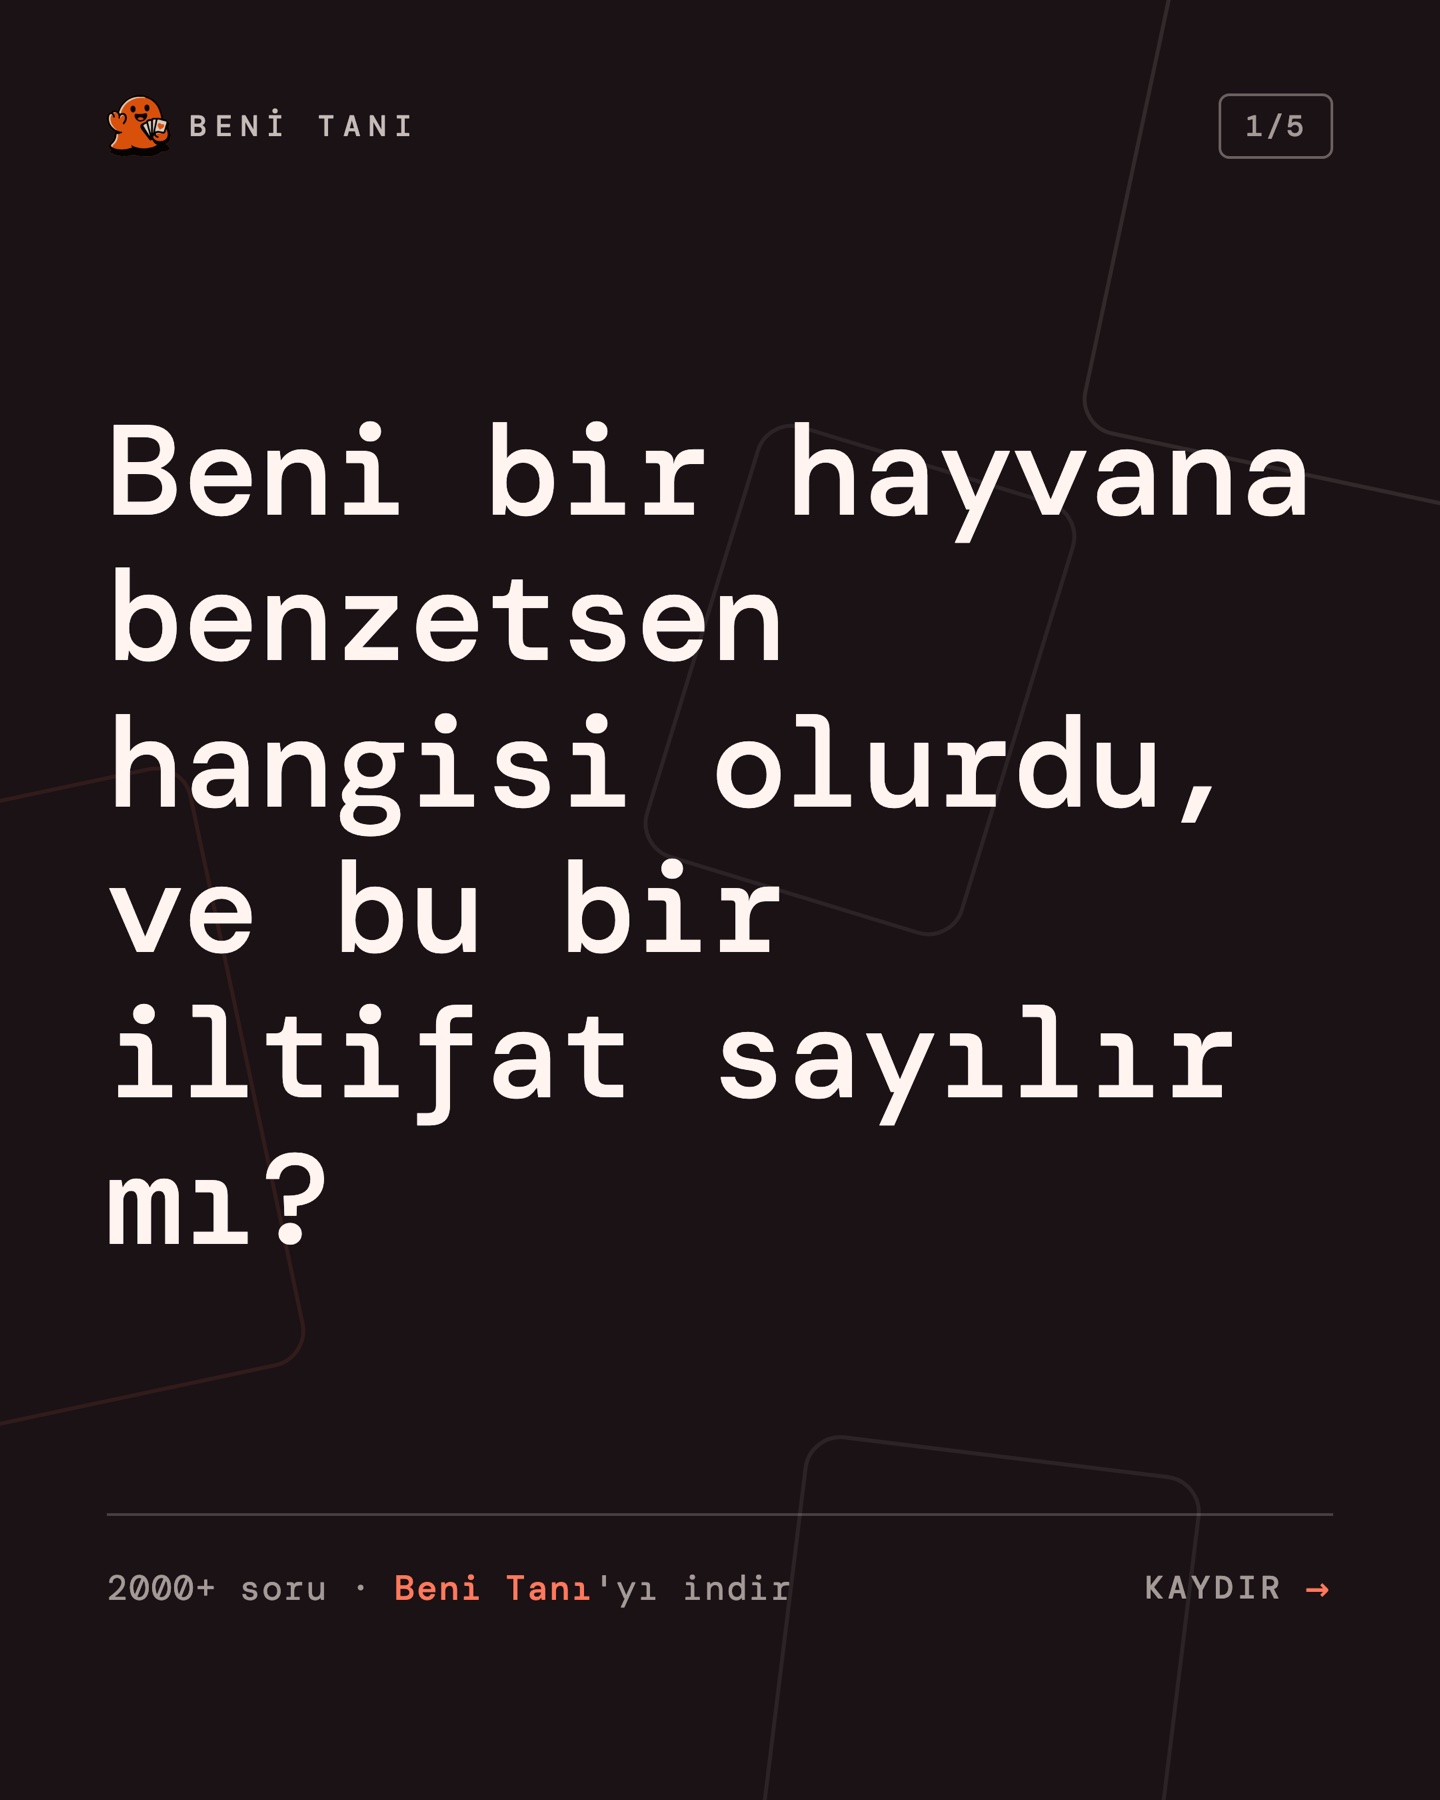 BENİ TANI
1/5
Beni bir hayvana
benzetsen
hangisi olurdu,
ve bu bir
iltifat sayılır
mı?
2000+ soru · Beni Tanı'yı indir
KAYDIR →